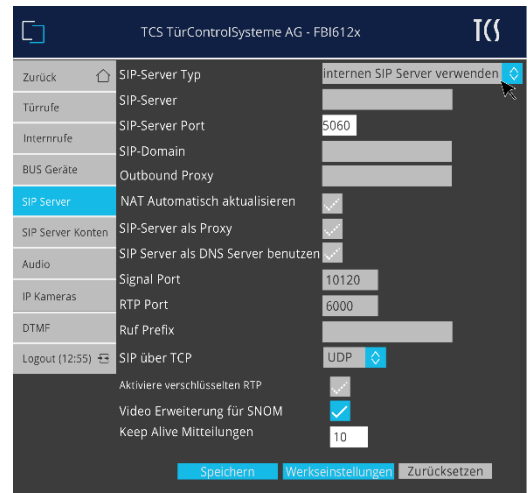 TCS TürControlSysteme AG - FBI612x
TCS
Zurück
Türrufe
Internrufe
BUS Geräte
SIP Server
SIP Server Konten
Audio
IP Kameras
DTMF
Logout (12:55)
SIP-Server Typ internen SIP Server verwenden
SIP-Server
SIP-Server Port 5060
SIP-Domain
Outbound Proxy
NAT Automatisch aktualisieren
SIP-Server als Proxy
SIP Server als DNS Server benutzen
Signal Port 10120
RTP Port 6000
Ruf Prefix
SIP über TCP UDP
Aktiviere verschlüsselten RTP
Video Erweiterung für SNOM
Keep Alive Mitteilungen 10
Speichern Werkseinstellungen Zurücksetzen